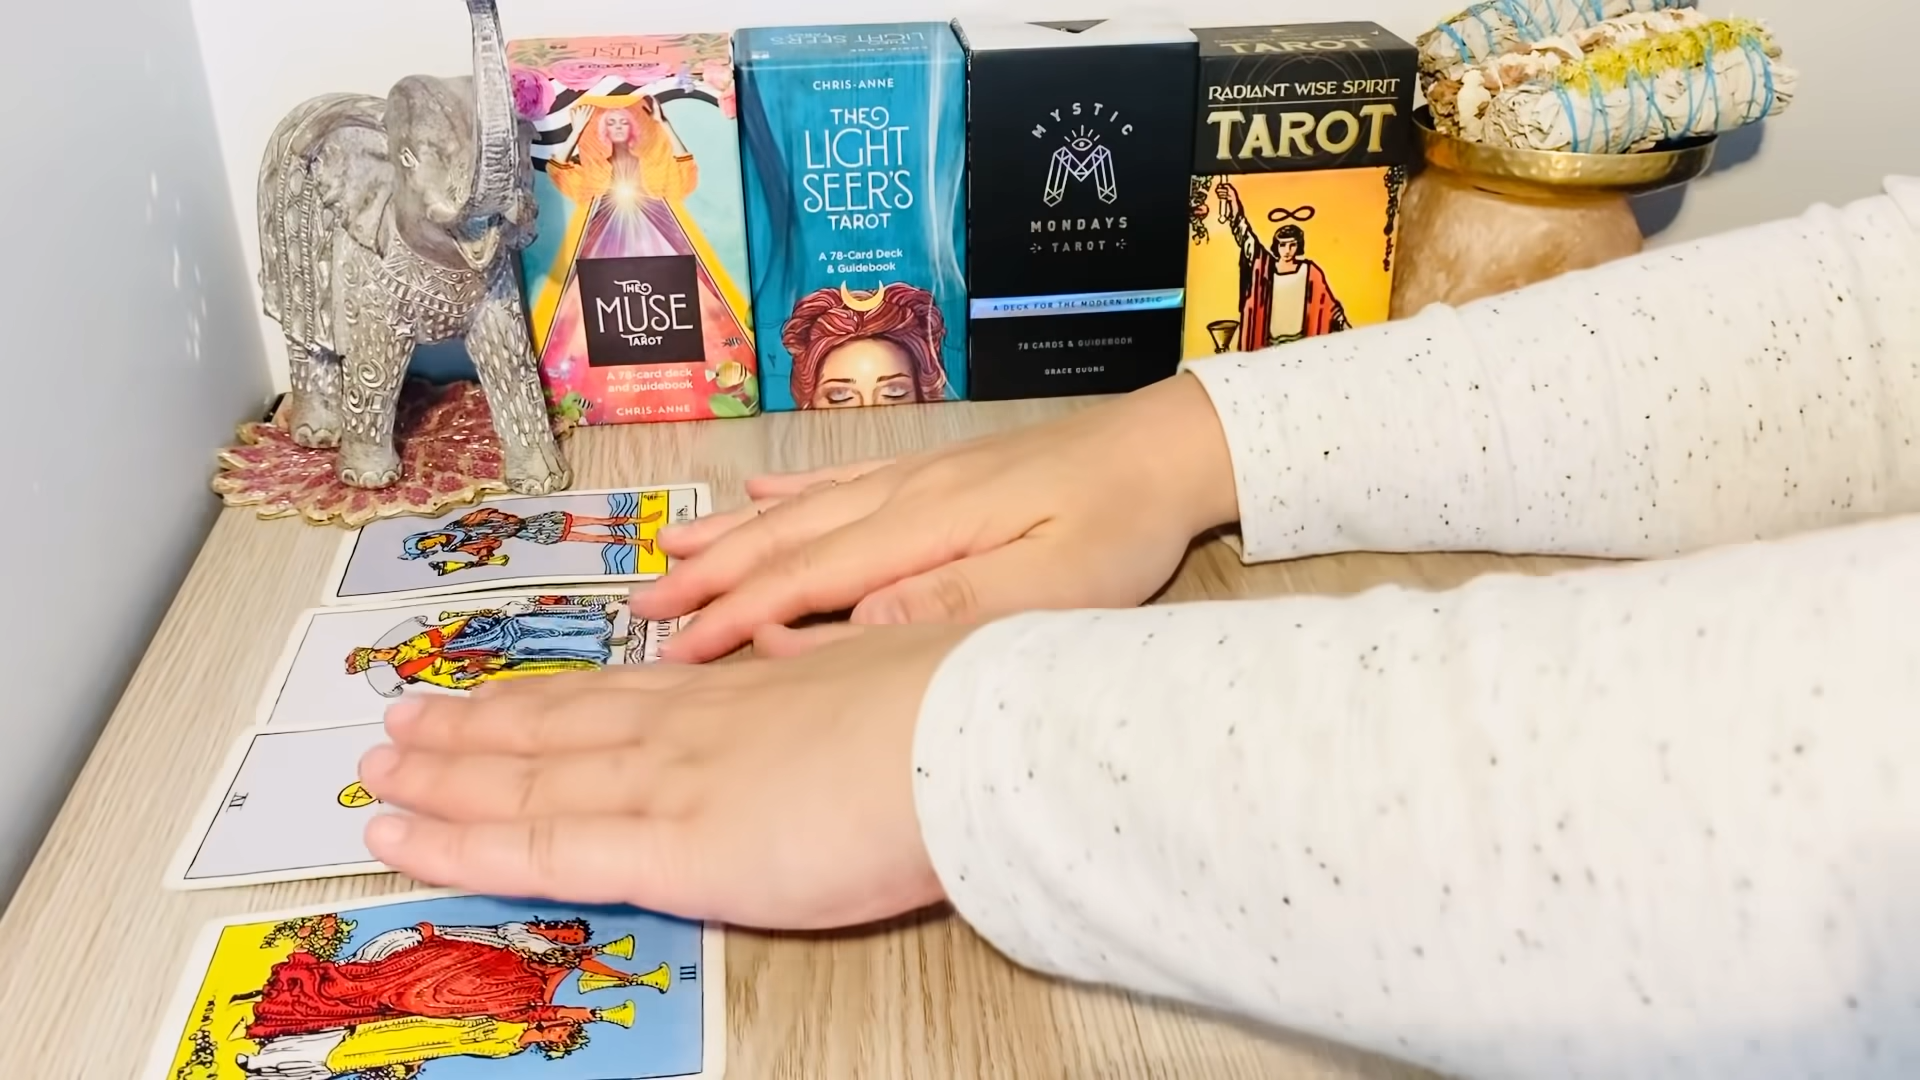 THE
MUSE
TAROT
A 78-card deck
and guidebook
CHRIS-ANNE
CHRIS-ANNE
THE
LIGHT
SEER'S
TAROT
A 78-Card Deck
& Guidebook
MYSTIC
M
MONDAYS
TAROT
A DECK FOR THE MODERN MYSTIC
78 CARDS & GUIDEBOOK
GRACE DUONG
TAROT
RADIANT WISE SPIRIT
TAROT
IV
III